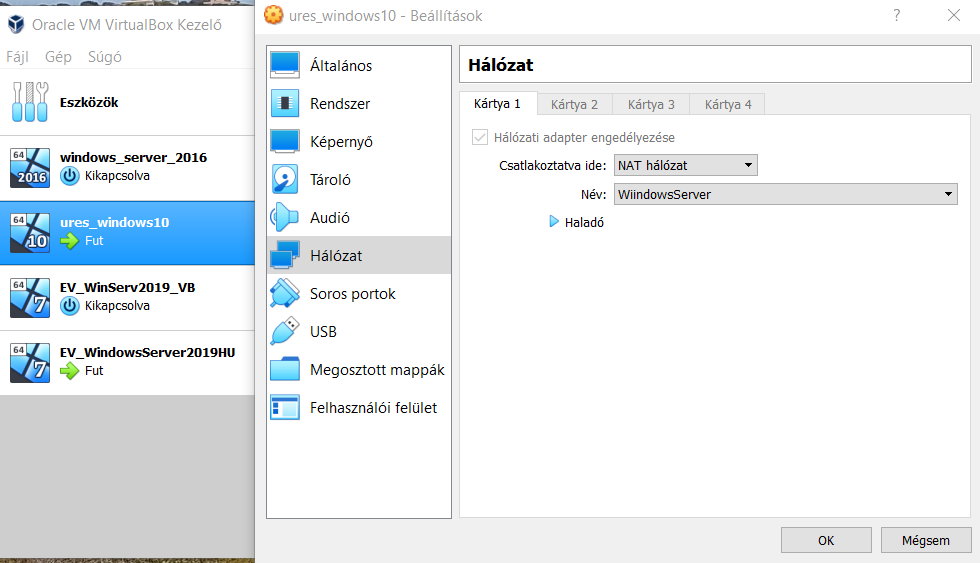 Oracle VM VirtualBox Kezelő
Fájl Gép Súgó
Eszközök
64
2016
windows_server_2016
Kikapcsolva
64
10
ures_windows10
Fut
64
7
EV_WinServ2019_VB
Kikapcsolva
64
7
EV_WindowsServer2019HU
Fut
ures_windows10 - Beállítások
? ×
Általános
Rendszer
Képernyő
Tároló
Audió
Hálózat
Soros portok
USB
Megosztott mappák
Felhasználói felület
Hálózat
Kártya 1 Kártya 2 Kártya 3 Kártya 4
Hálózati adapter engedélyezése
Csatlakoztatva ide: NAT hálózat
Név: WiindowsServer
Haladó
OK Mégsem